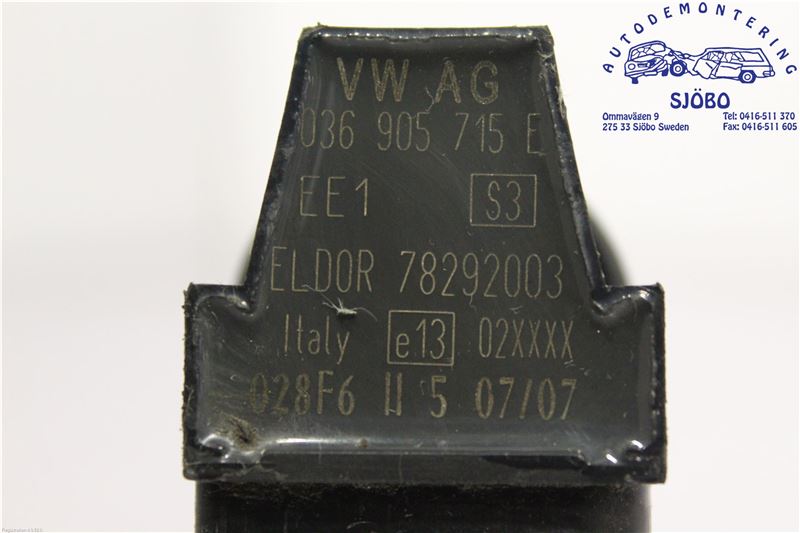 VW AG
036 905 715 E
EE1 S3
ELDOR 78292003
Italy e13 02XXXX
028F6 5 07/07
AUTODEMONTERING
SJÖBO
Ommavägen 9 Tel: 0416-511 370
275 33 Sjöbo Sweden Fax: 0416-511 605